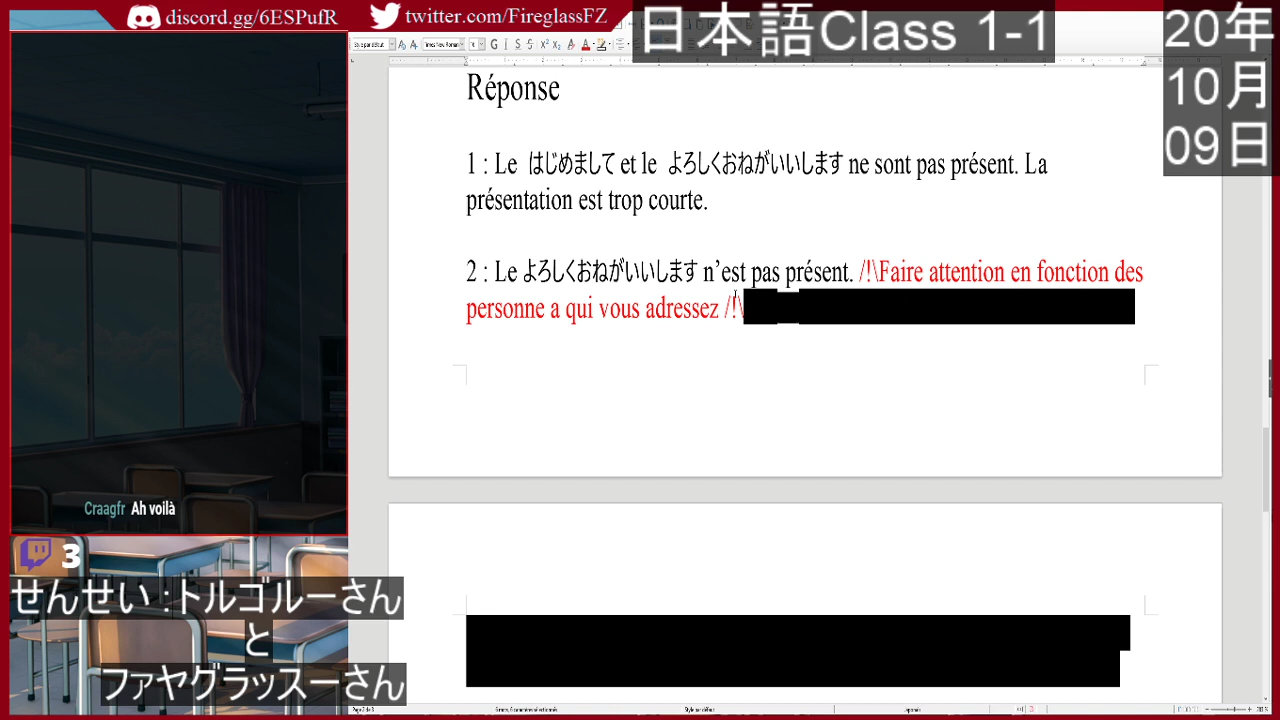 discord.gg/6ESPufR
twitter.com/FireglassFZ
日本語Class 1-1
20年
10月
09日
Réponse
1 : Le はじめまして et le よろしくおねがいいします ne sont pas présent. La
présentation est trop courte.
2 : Le よろしくおねがいいします n’est pas présent. /!\Faire attention en fonction des
personne a qui vous adressez /!\
Craagfr Ah voilà
3
せんせい :トルゴルーさん
と
ファヤグラッスーさん